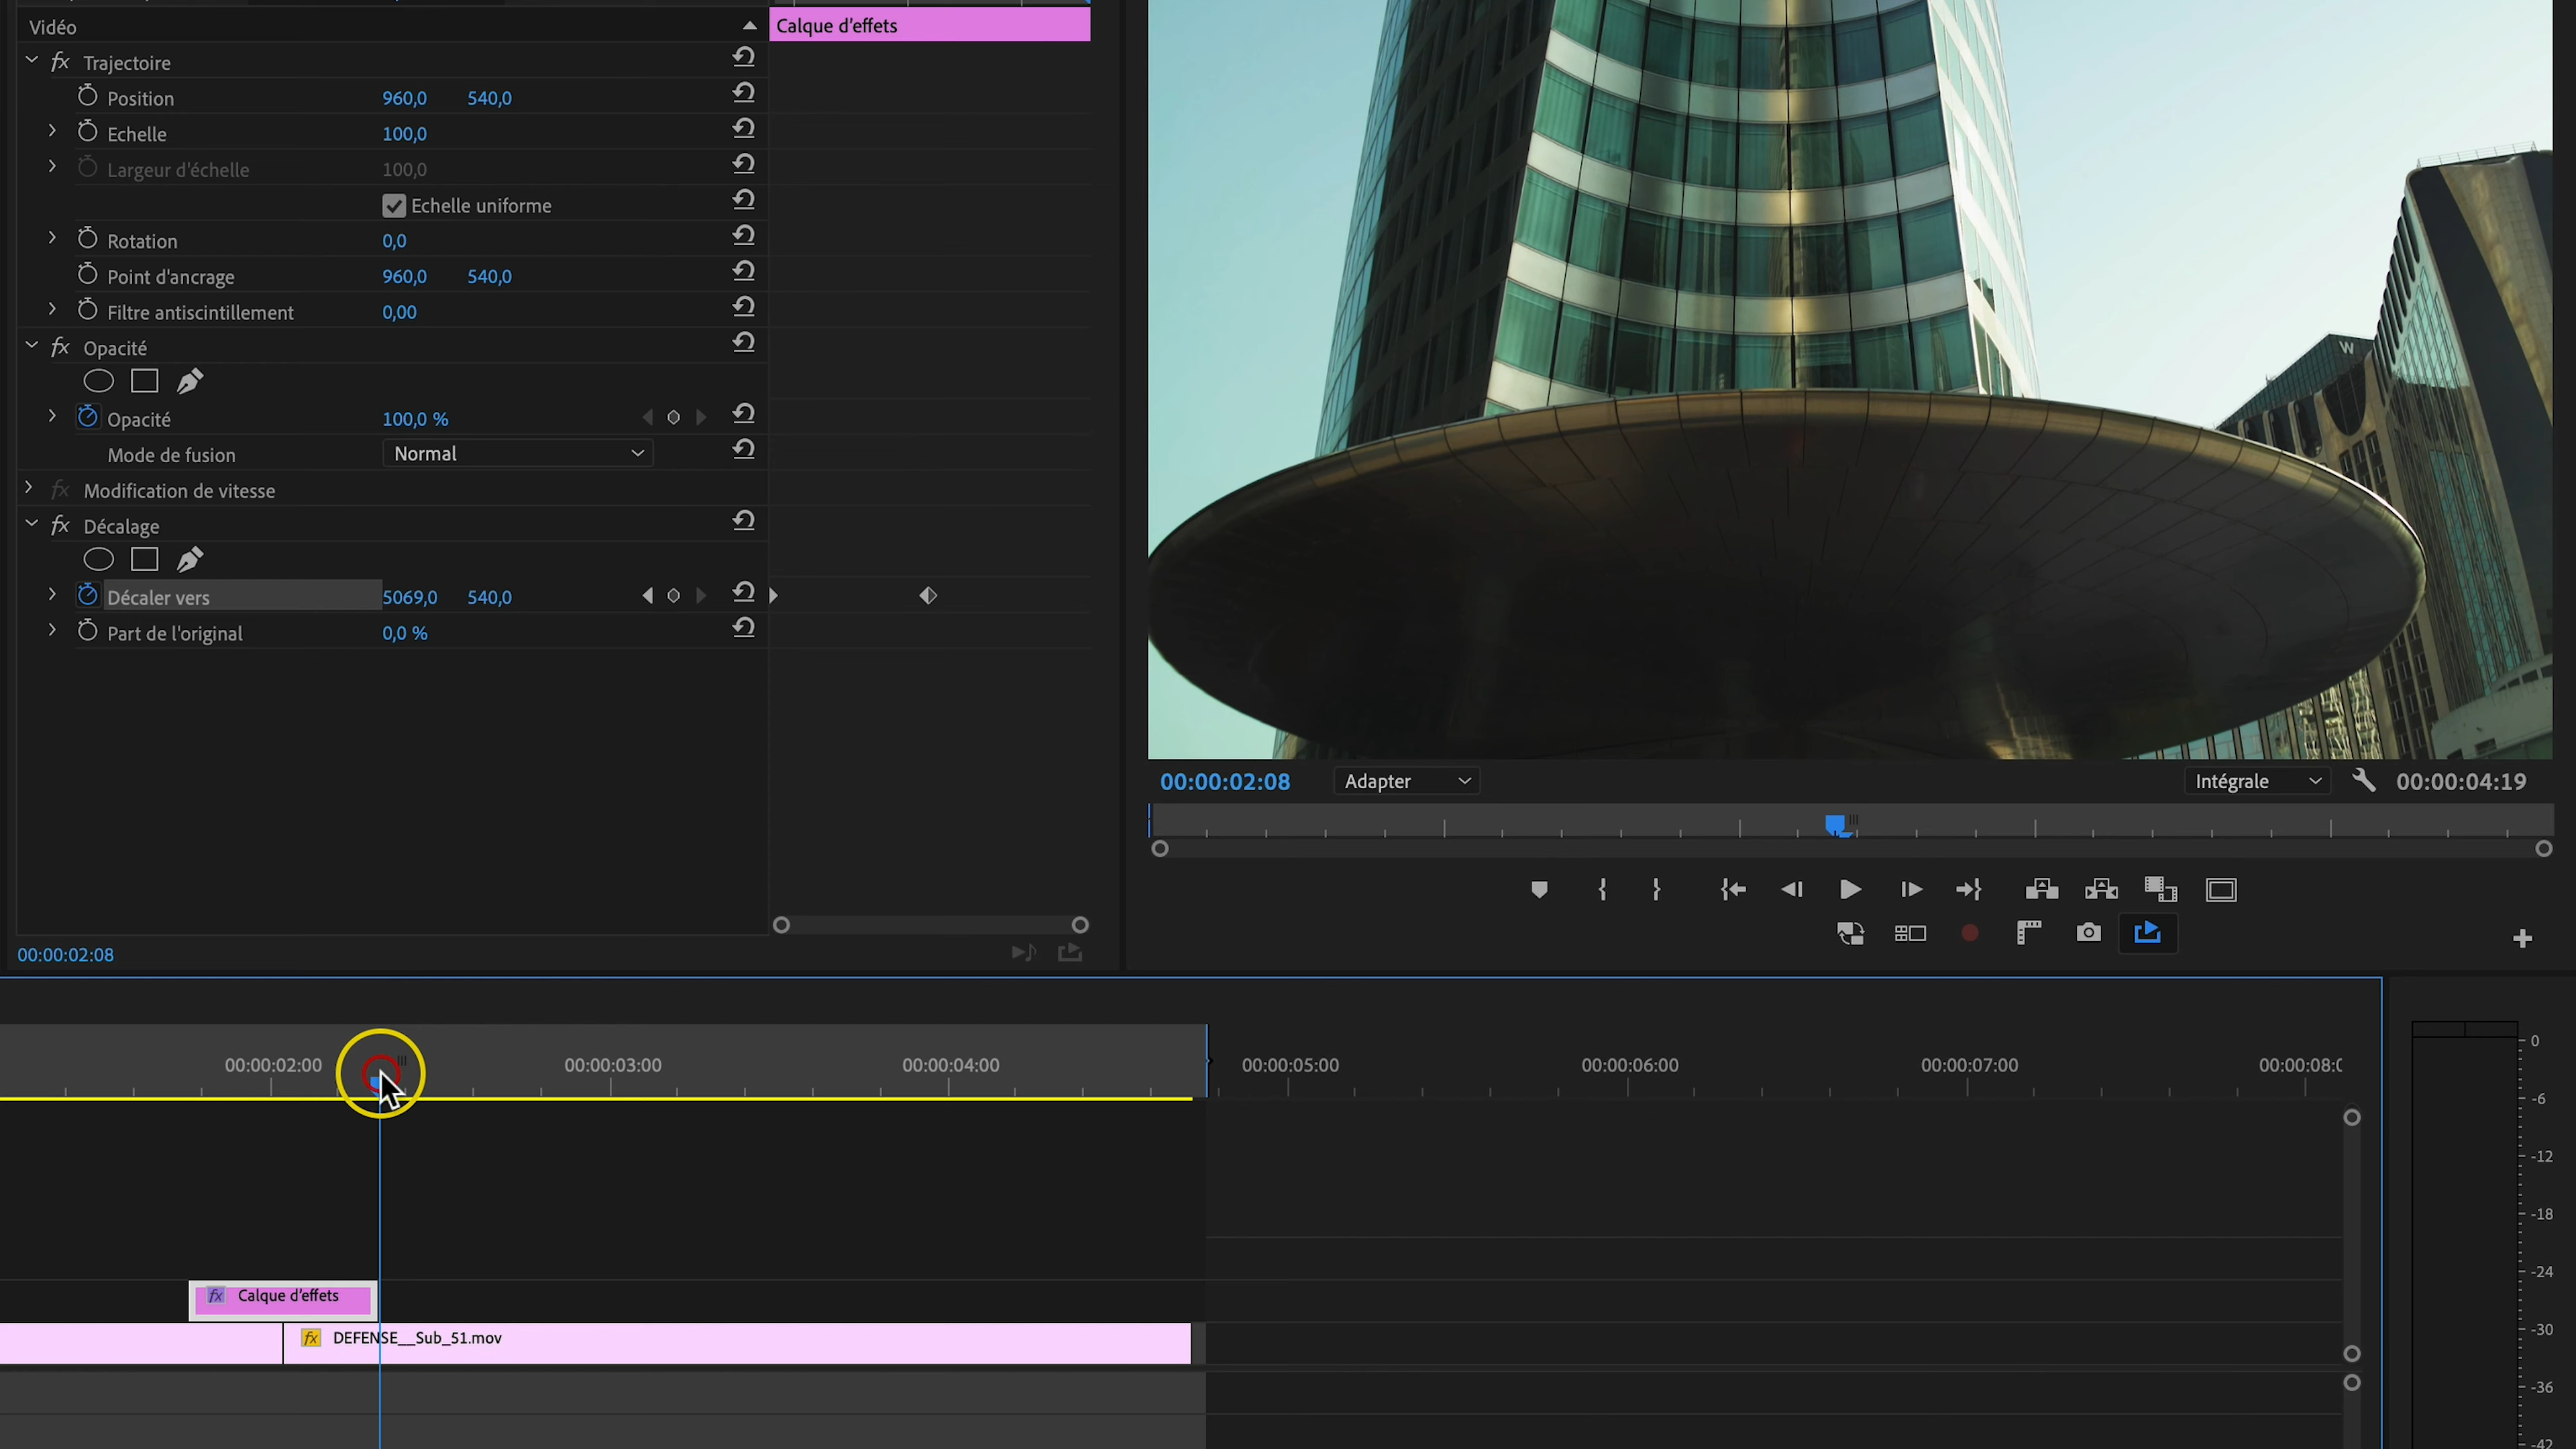 Vidéo
Calque d'effets
fx Trajectoire
Position 960,0 540,0
Echelle 100,0
Largeur d'échelle 100,0
Echelle uniforme
Rotation 0,0
Point d'ancrage 960,0 540,0
Filtre antiscintillement 0,00
fx Opacité
Opacité 100,0 %
Mode de fusion Normal
fx Modification de vitesse
fx Décalage
Décaler vers 5069,0 540,0
Part de l'original 0,0 %
00:00:02:08
W
00:00:02:08 Adapter Intégrale 00:00:04:19
00:00:02:00 00:00:03:00 00:00:04:00 00:00:05:00 00:00:06:00 00:00:07:00 00:00:08:0
fx Calque d'effets
fx DEFENSE__Sub_51.mov
0
-6
-12
-18
-24
-30
-36
-42